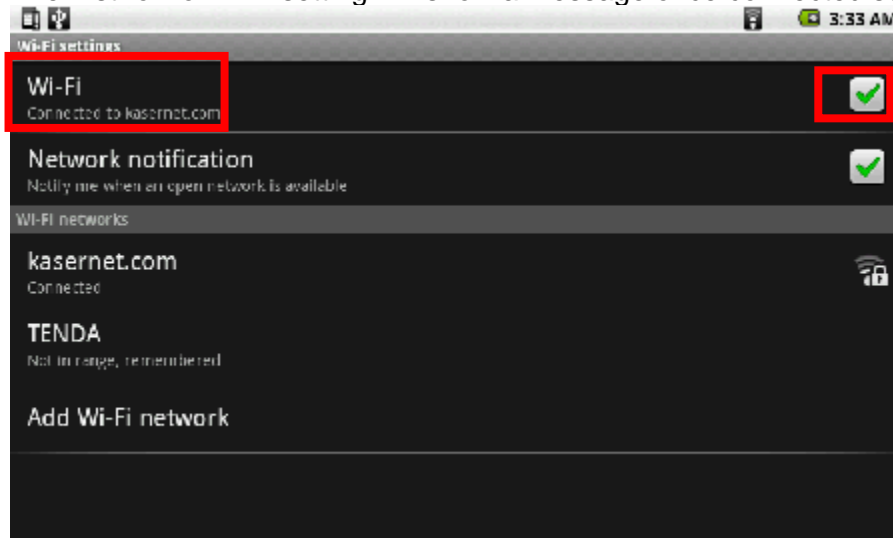 3:33 AM
Wi-Fi settings
Wi-Fi
Connected to kasernet.com
Network notification
Notify me when an open network is available
Wi-Fi networks
kasernet.com
Connected
TENDA
Not in range, remembered
Add Wi-Fi network